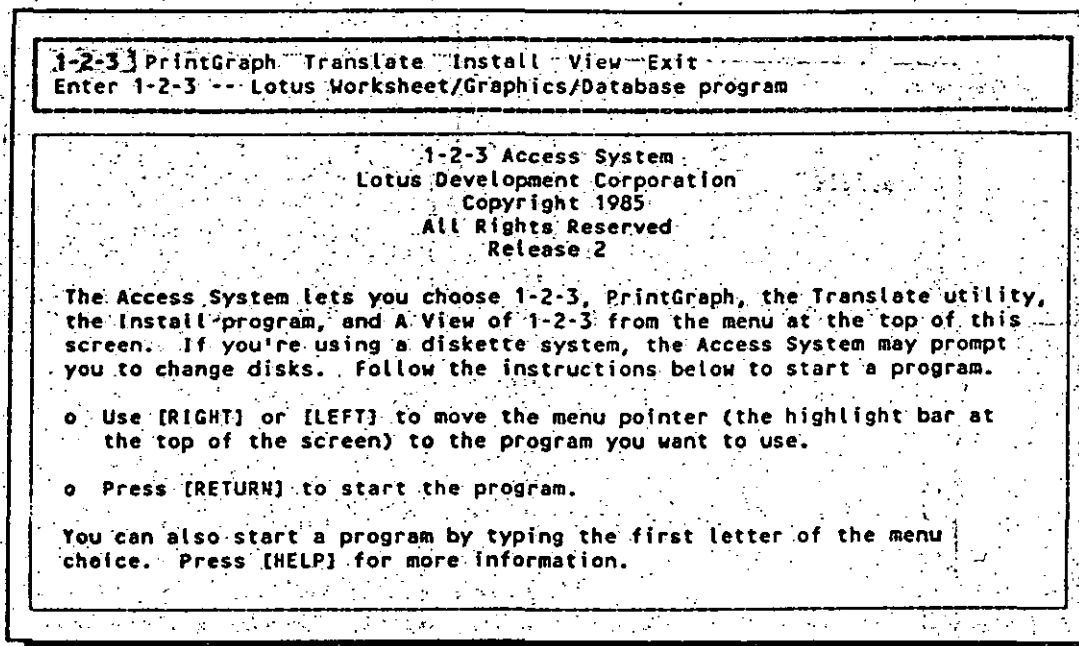 1-2-3 PrintGraph Translate Install View Exit
Enter 1-2-3 -- Lotus Worksheet/Graphics/Database program
1-2-3 Access System
Lotus Development Corporation
Copyright 1985
All Rights Reserved
Release 2
The Access System lets you choose 1-2-3, PrintGraph, the Translate utility,
the Install program, and A View of 1-2-3 from the menu at the top of this
screen. If you're using a diskette system, the Access System may prompt
you to change disks. Follow the instructions below to start a program.
o Use [RIGHT] or [LEFT] to move the menu pointer (the highlight bar at
the top of the screen) to the program you want to use.
o Press [RETURN] to start the program.
You can also start a program by typing the first letter of the menu
choice. Press [HELP] for more information.